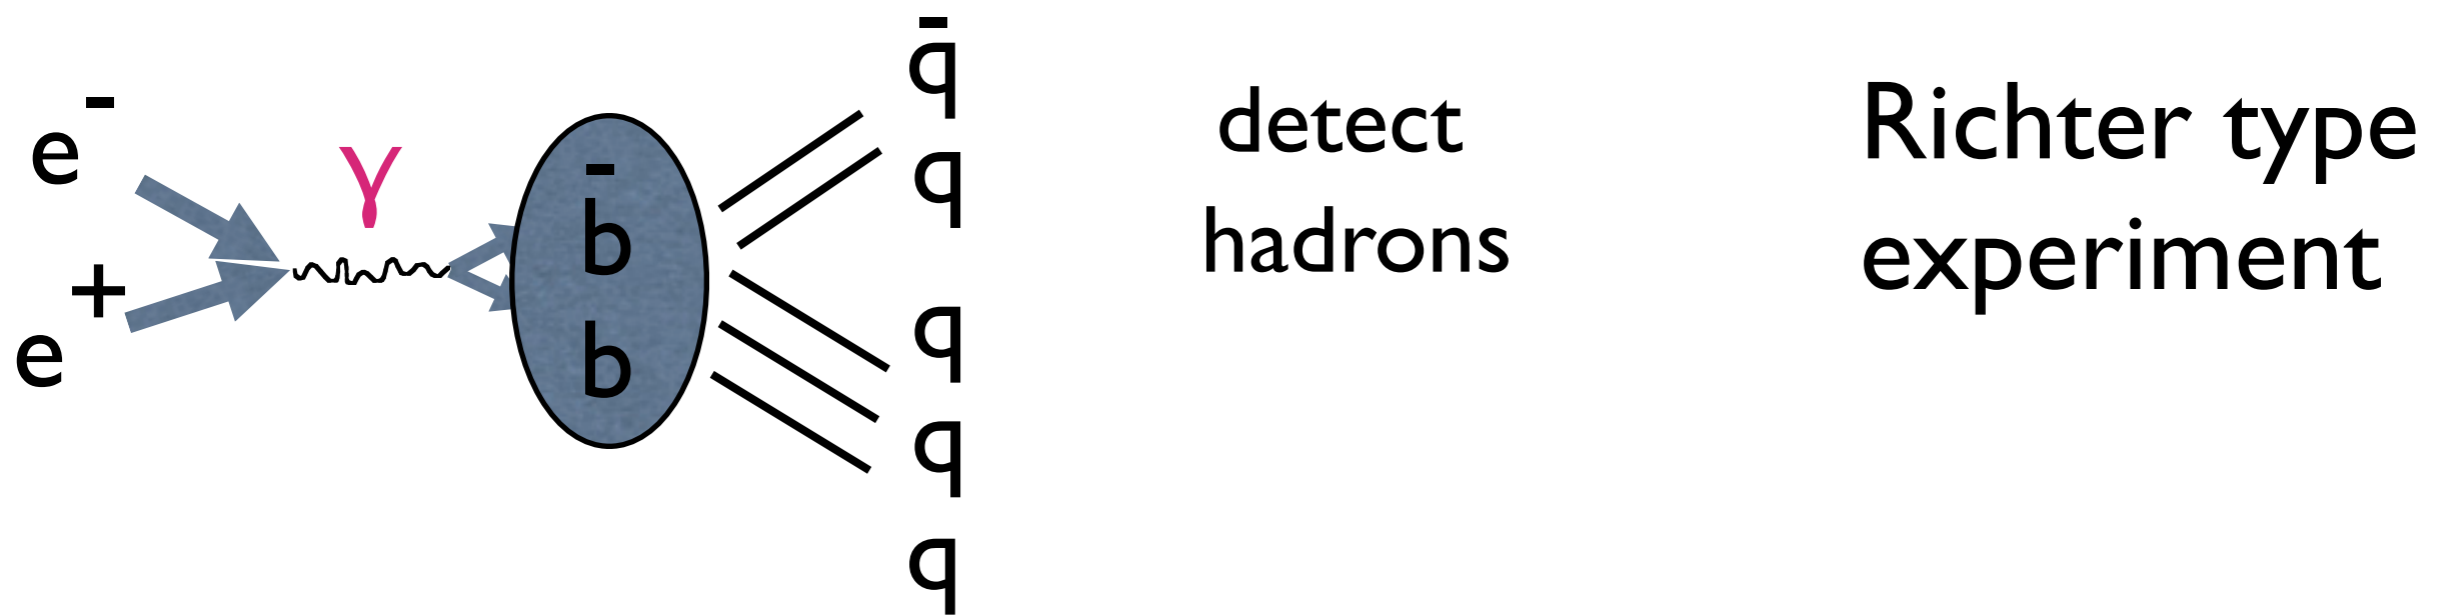 e-
e+
γ
b̄
b
q̄
q
q
q
q
detect
hadrons
Richter type
experiment